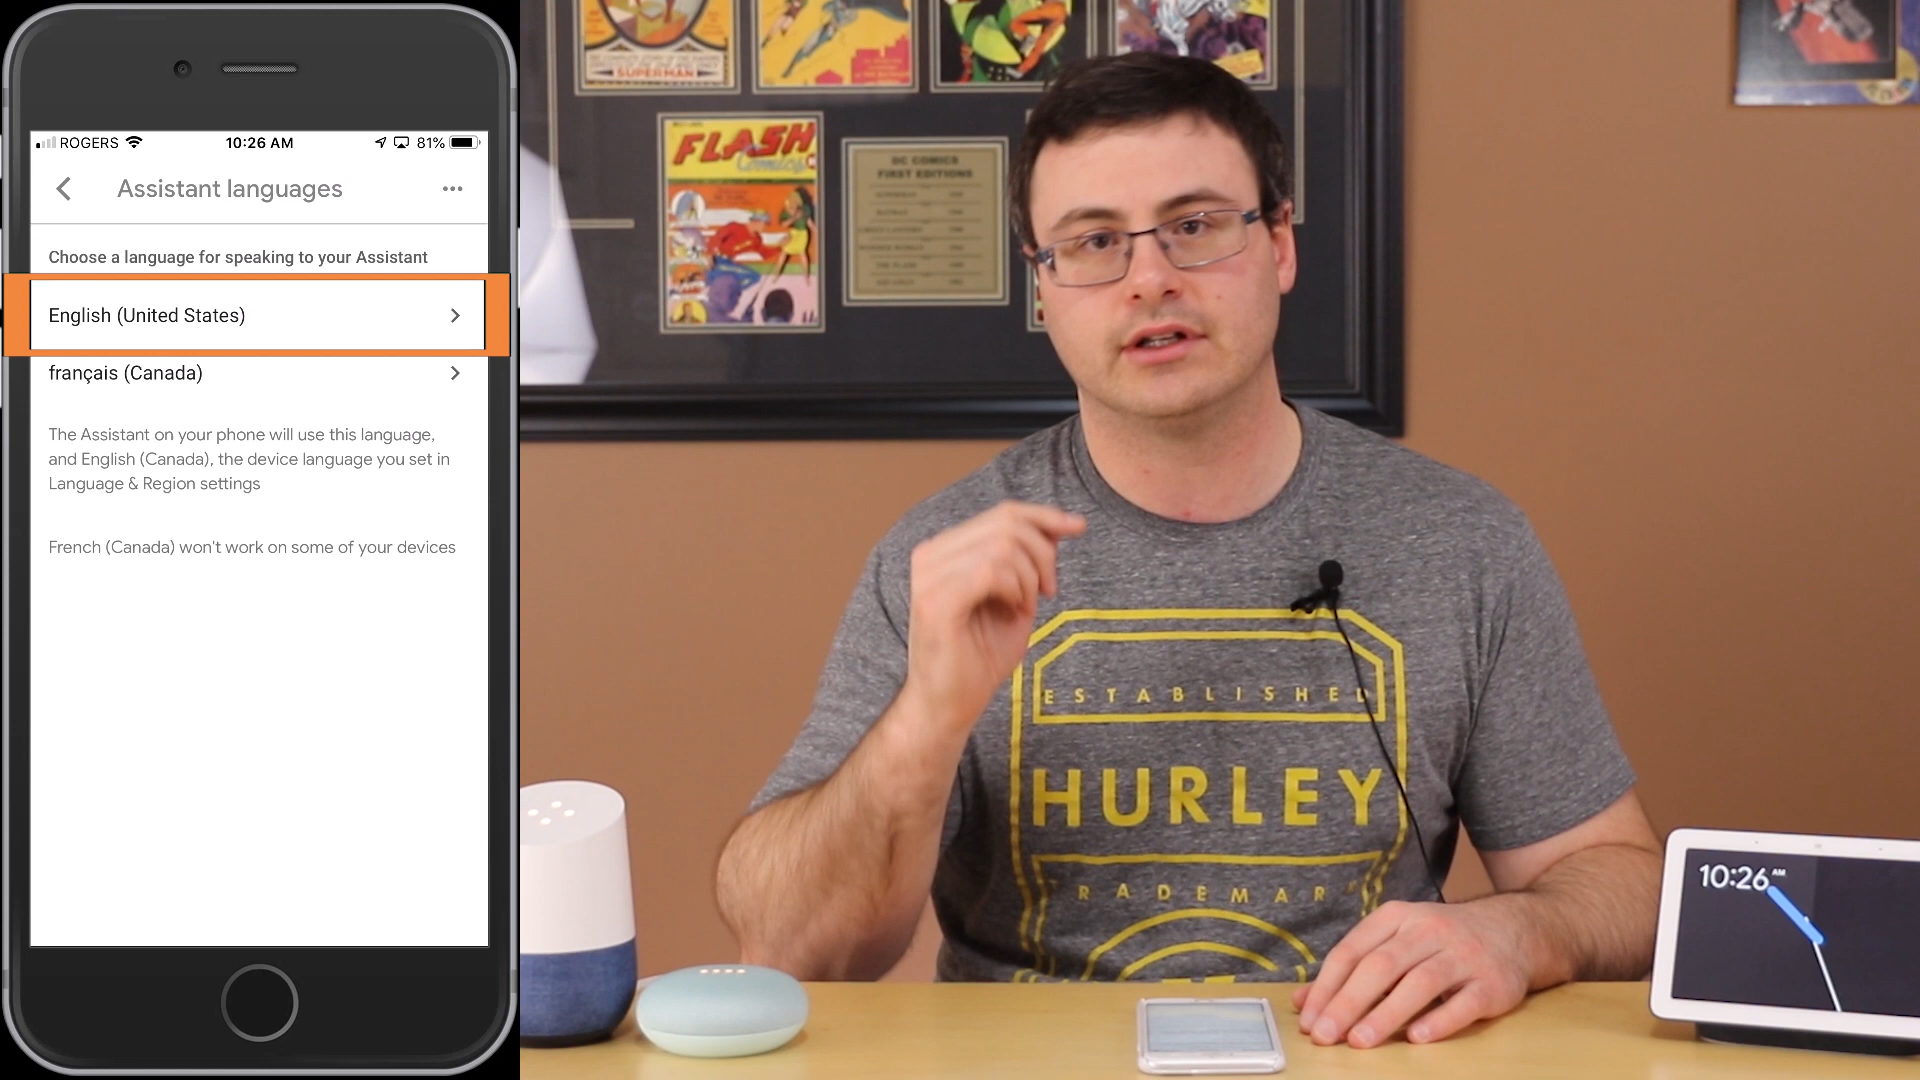 ROGERS
10:26 AM
81%
Assistant languages
Choose a language for speaking to your Assistant
English (United States)
français (Canada)
The Assistant on your phone will use this language,
and English (Canada), the device language you set in
Language & Region settings
French (Canada) won't work on some of your devices
SUPERMAN
FLASH
Comics
DC COMICS
FIRST EDITIONS
ESTABLISHED
HURLEY
TRADEMARK
10:26 AM